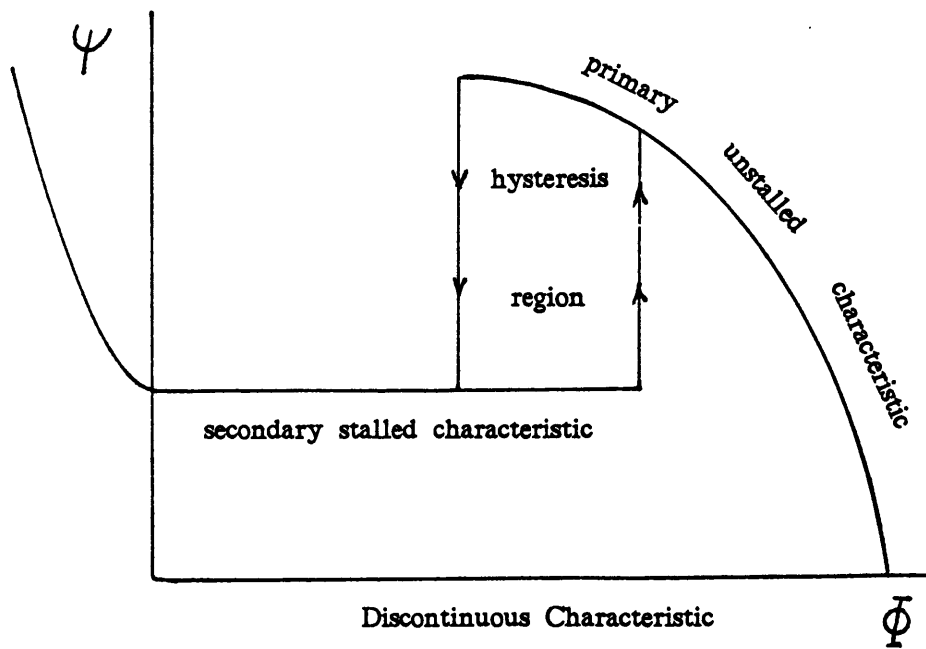 Ψ
primary
unstalled
hysteresis
region
characteristic
secondary stalled characteristic
Discontinuous Characteristic
Φ